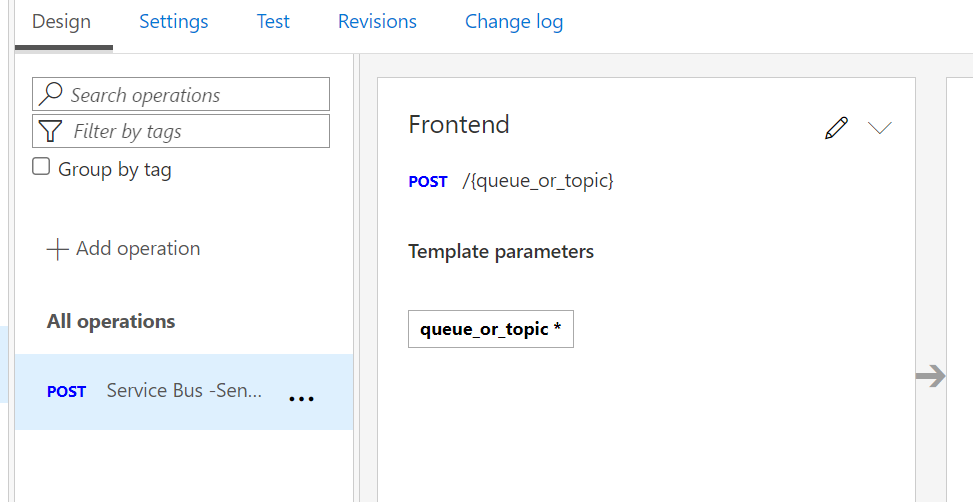 Design Settings Test Revisions Change log
Search operations
Filter by tags
Group by tag
Add operation
All operations
POST Service Bus -Sen...
Frontend
POST /{queue_or_topic}
Template parameters
queue_or_topic *